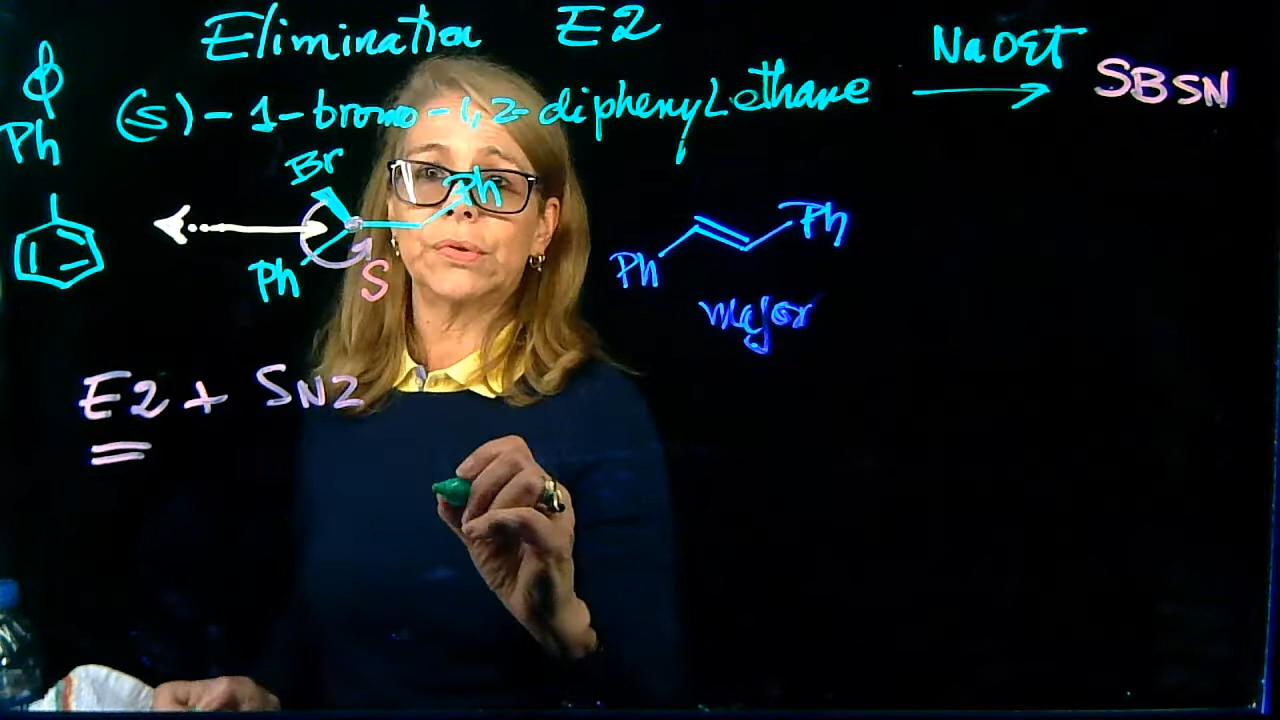 Elimination E2
ϕ
(s)-1-bromo-1,2-diphenylethane
NaOEt
SBSN
Ph
Br
Ph
Ph
S
Ph
Ph
major
E2 + SN2